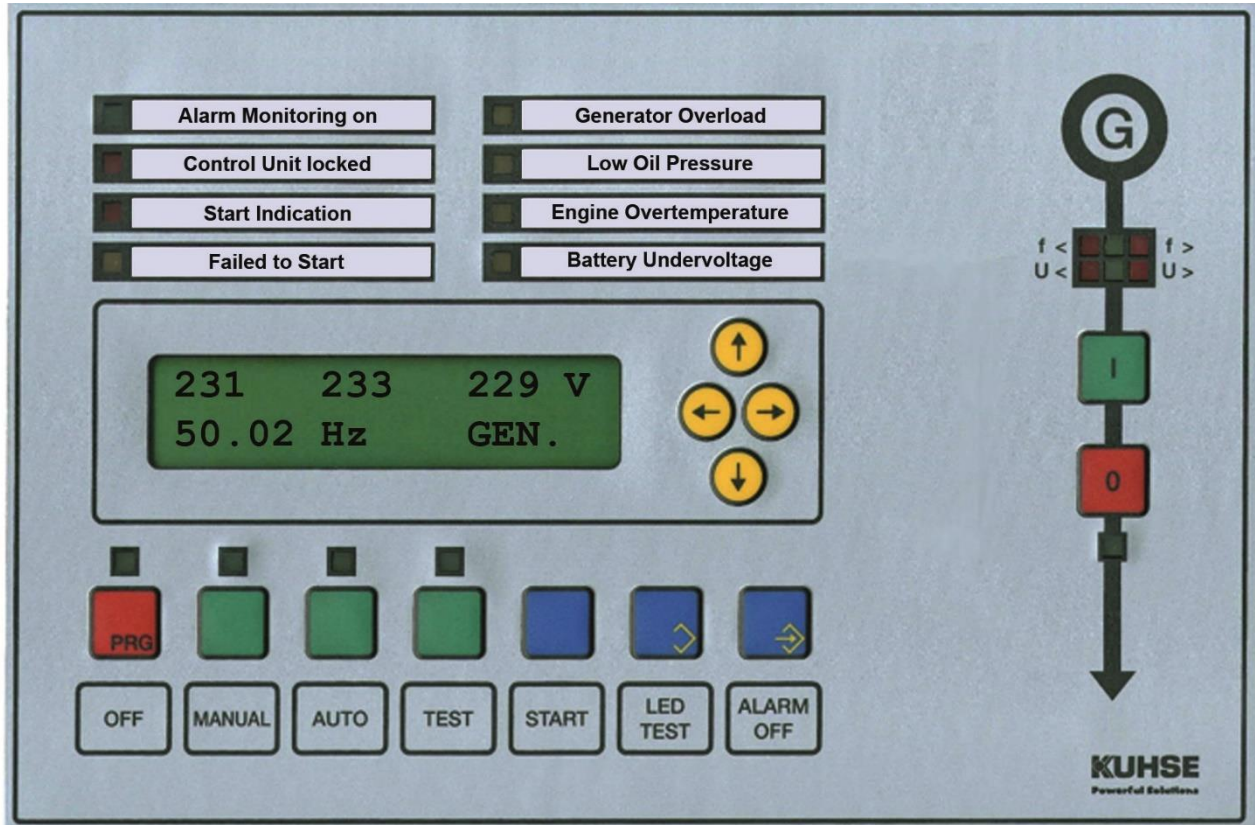 Alarm Monitoring on
Control Unit locked
Start Indication
Failed to Start
Generator Overload
Low Oil Pressure
Engine Overtemperature
Battery Undervoltage
231 233 229 V
50.02 Hz GEN.
PRG
OFF
MANUAL
AUTO
TEST
START
LED
TEST
ALARM
OFF
G
f < f >
U < U >
I
0
KUHSE
Powerful Solutions